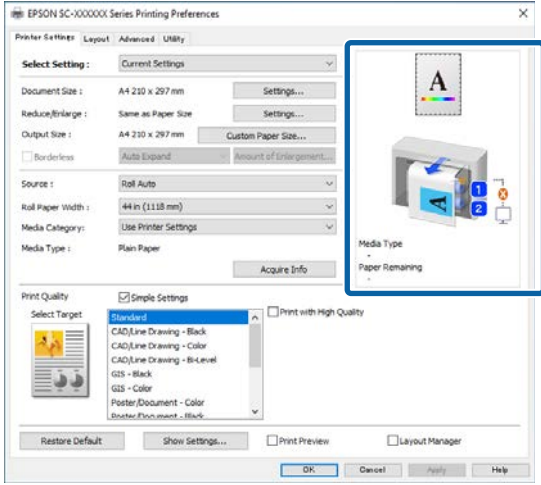 EPSON SC-XXXXXX Series Printing Preferences
Printer Settings Layout Advanced Utility
Select Setting : Current Settings
Document Size : A4 210 x 297 mm Settings...
Reduce/Enlarge : Same as Paper Size Settings...
Output Size : A4 210 x 297 mm Custom Paper Size...
Borderless Auto Expand Amount of Enlargement...
Source : Roll Auto
Roll Paper Width : 44 in (1118 mm)
Media Category: Use Printer Settings
Media Type : Plain Paper
Acquire Info
Print Quality Simple Settings
Select Target
Standard
CAD/Line Drawing - Black
CAD/Line Drawing - Color
CAD/Line Drawing - Bi-Level
GIS - Black
GIS - Color
Poster/Document - Color
Poster/Document - Black
Print with High Quality
Restore Default Show Settings... Print Preview Layout Manager
OK Cancel Apply Help
A
A
1
2
Media Type
-
Paper Remaining
-